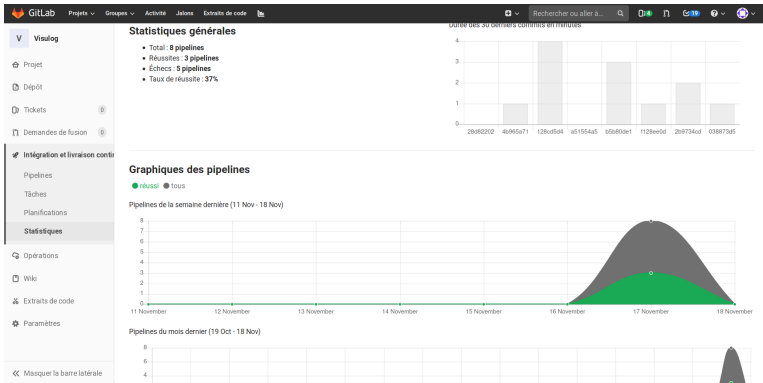 GitLab Projets Groupes Activité Jalons Extraits de code Rechercher ou aller à... 4 19
V Visulog
Projet
Dépôt
Tickets 0
Demandes de fusion 0
Intégration et livraison contin
Pipelines
Tâches
Planifications
Statistiques
Opérations
Wiki
Extraits de code
Paramètres
Masquer la barre latérale
Statistiques générales
Total : 8 pipelines
Réussites : 3 pipelines
Échecs : 5 pipelines
Taux de réussite : 37%
Durée des 30 derniers commits en minutes
4
3
2
1
0
28d82202 4b965a71 128cd5d4 a51554a5 b5b80de1 f128ee0d 2b9734cd 039873d5
Graphiques des pipelines
réussi tous
Pipelines de la semaine dernière (11 Nov - 18 Nov)
8
7
6
5
4
3
2
1
0
11 November 12 November 13 November 14 November 15 November 16 November 17 November 18 November
Pipelines du mois dernier (19 Oct - 18 Nov)
8
6
4